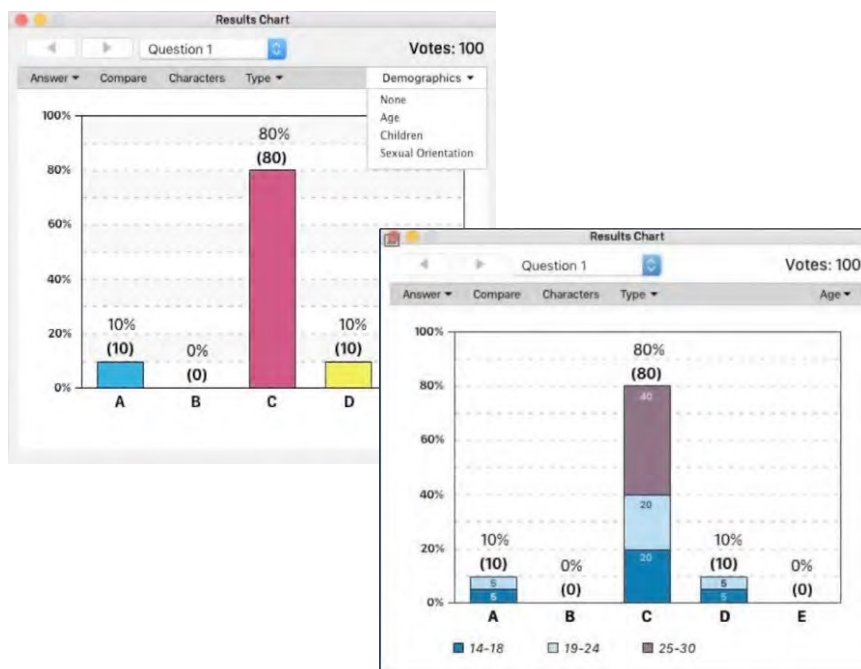 Results Chart
Question 1
Votes: 100
Answer Compare Characters Type Demographics
None
Age
Children
Sexual Orientation
100%
80%
60%
40%
20%
0%
80%
(80)
10%
(10)
0%
(0)
10%
(10)
A B C D
Results Chart
Question 1
Votes: 100
Answer Compare Characters Type Age
100%
80%
60%
40%
20%
0%
80%
(80)
40
20
20
10%
(10)
5
5
0%
(0)
10%
(10)
5
5
0%
(0)
A B C D E
14-18 19-24 25-30